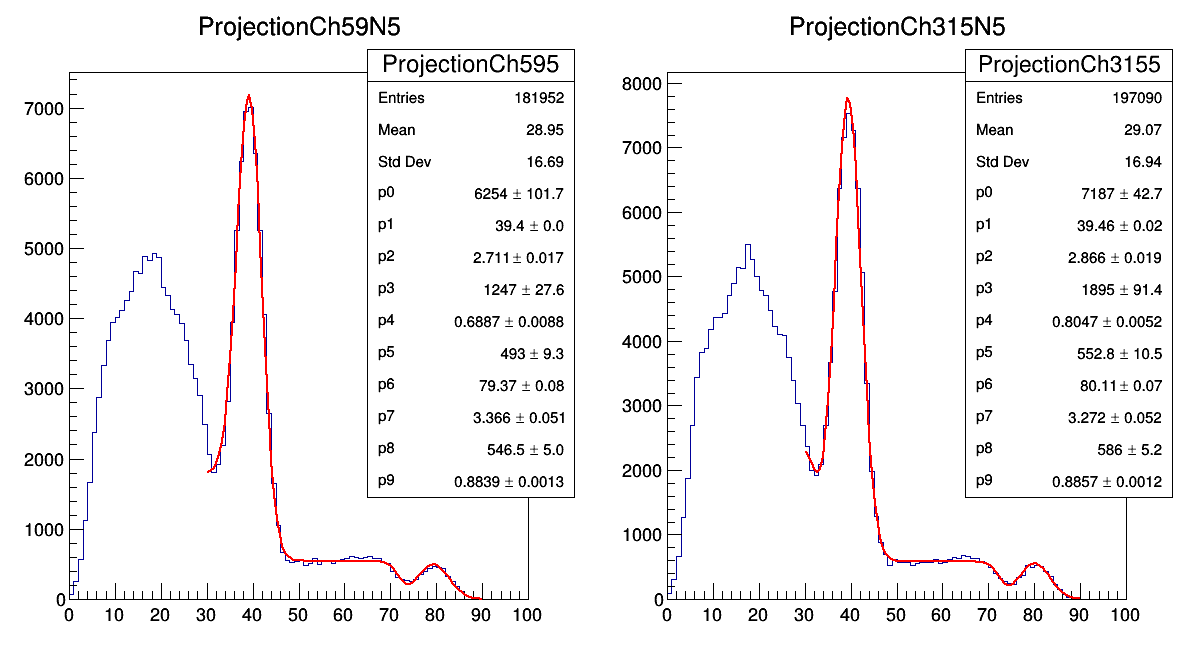 ProjectionCh59N5
ProjectionCh595
Entries 181952
Mean 28.95
Std Dev 16.69
p0 6254 ± 101.7
p1 39.4 ± 0.0
p2 2.711 ± 0.017
p3 1247 ± 27.6
p4 0.6887 ± 0.0088
p5 493 ± 9.3
p6 79.37 ± 0.08
p7 3.366 ± 0.051
p8 546.5 ± 5.0
p9 0.8839 ± 0.0013
7000
6000
5000
4000
3000
2000
1000
0
0 10 20 30 40 50 60 70 80 90 100
ProjectionCh315N5
ProjectionCh3155
Entries 197090
Mean 29.07
Std Dev 16.94
p0 7187 ± 42.7
p1 39.46 ± 0.02
p2 2.866 ± 0.019
p3 1895 ± 91.4
p4 0.8047 ± 0.0052
p5 552.8 ± 10.5
p6 80.11 ± 0.07
p7 3.272 ± 0.052
p8 586 ± 5.2
p9 0.8857 ± 0.0012
8000
7000
6000
5000
4000
3000
2000
1000
0
0 10 20 30 40 50 60 70 80 90 100